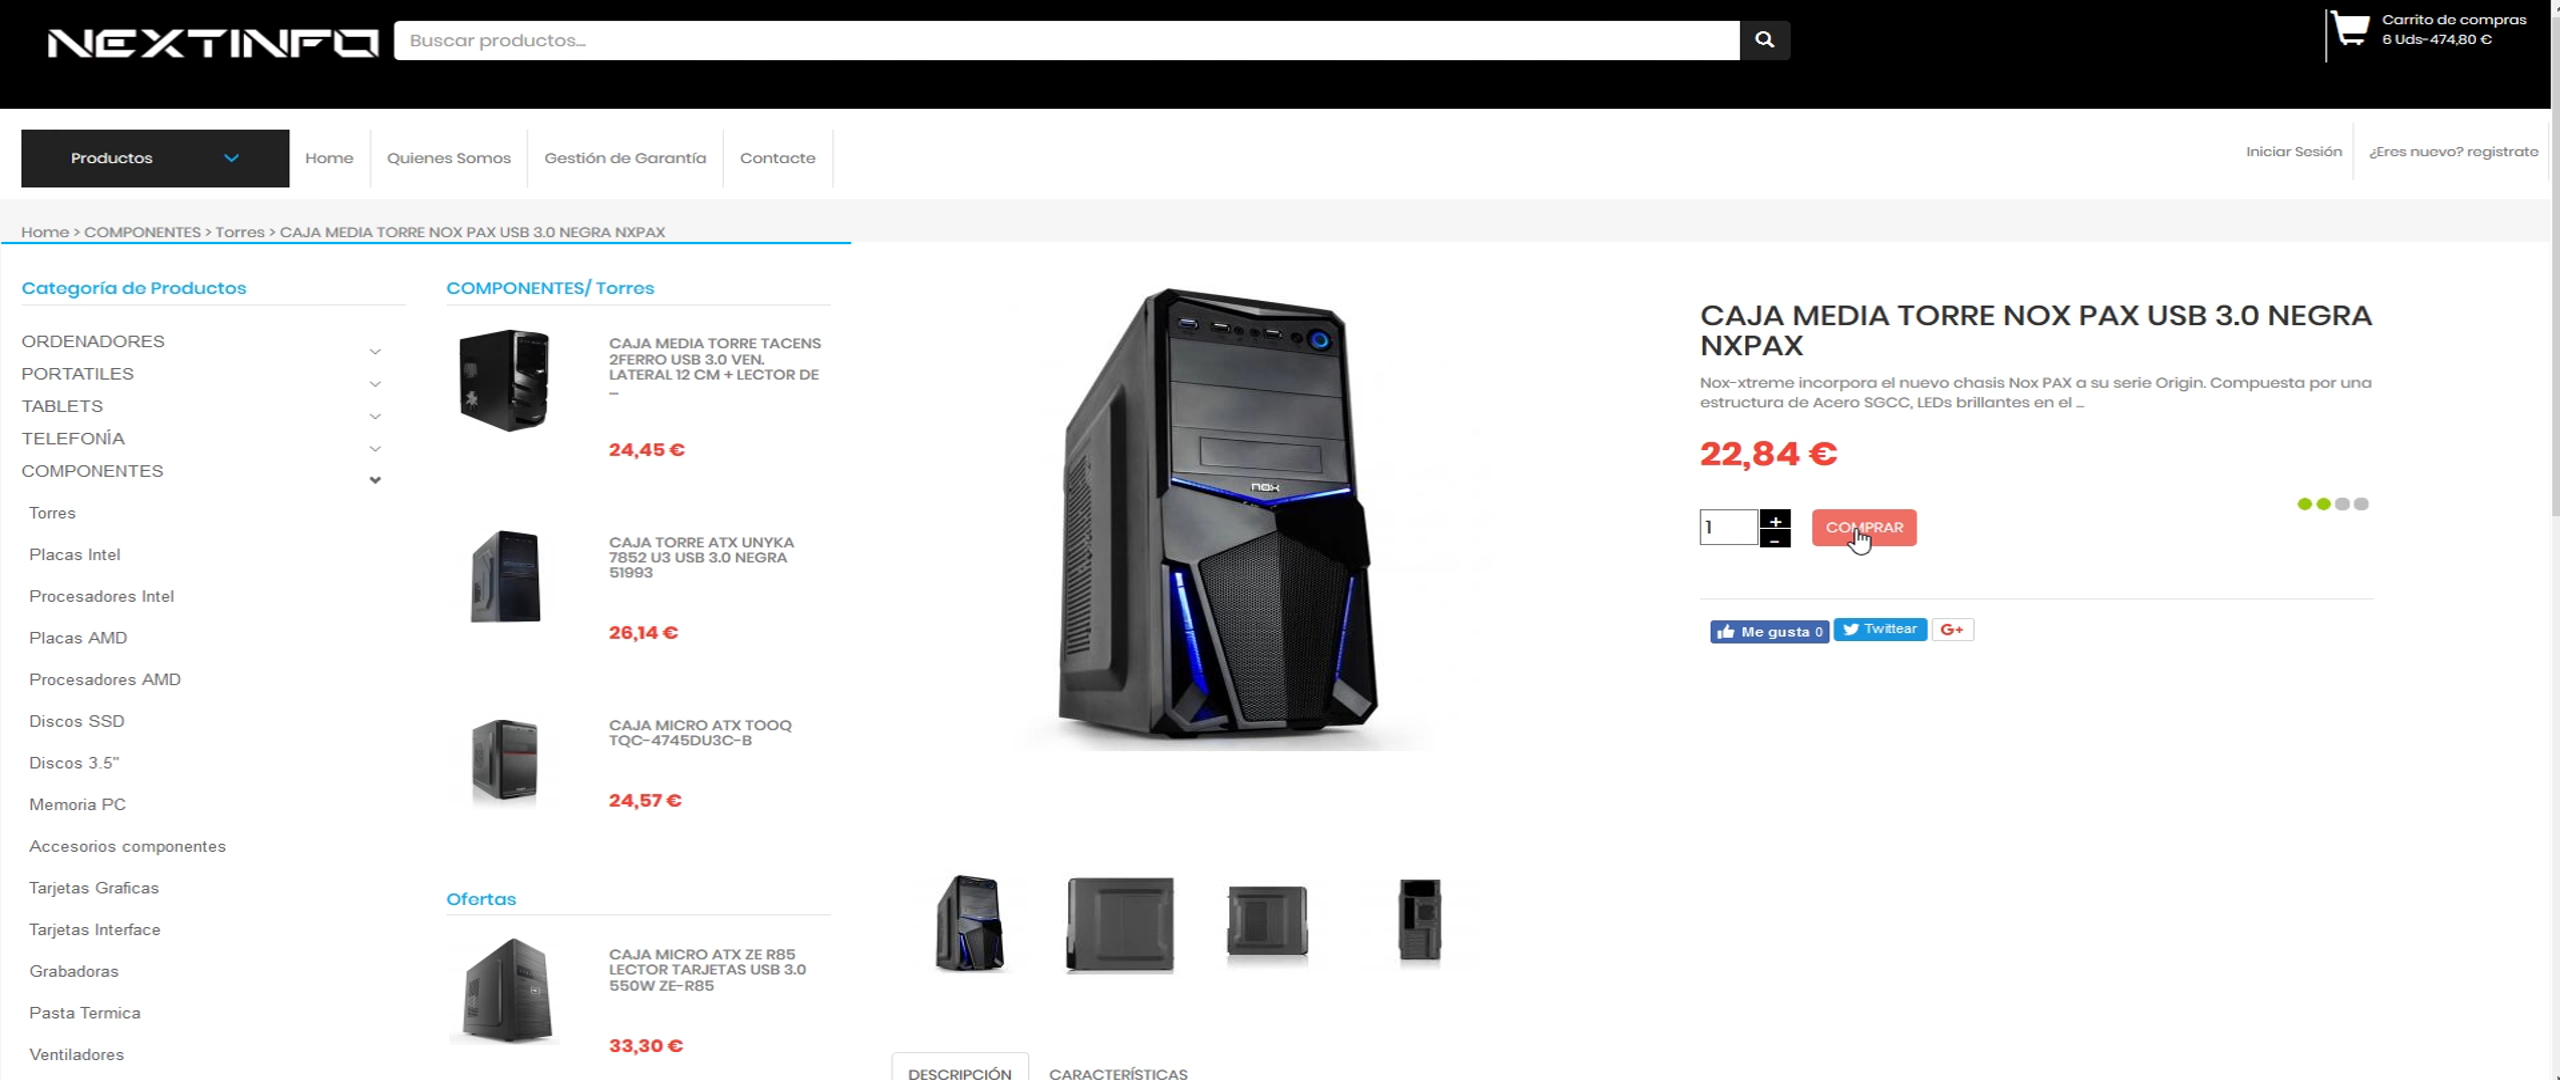 NEXTINFO
Buscar productos...
Carrito de compras
6 Uds-474,80 €
Productos
Home
Quienes Somos
Gestión de Garantía
Contacte
Iniciar Sesión
¿Eres nuevo? registrate
Home > COMPONENTES > Torres > CAJA MEDIA TORRE NOX PAX USB 3.0 NEGRA NXPAX
Categoría de Productos
ORDENADORES
PORTATILES
TABLETS
TELEFONÍA
COMPONENTES
Torres
Placas Intel
Procesadores Intel
Placas AMD
Procesadores AMD
Discos SSD
Discos 3.5"
Memoria PC
Accesorios componentes
Tarjetas Graficas
Tarjetas Interface
Grabadoras
Pasta Termica
Ventiladores
COMPONENTES/ Torres
CAJA MEDIA TORRE TACENS
2FERRO USB 3.0 VEN.
LATERAL 12 CM + LECTOR DE
...
24,45 €
CAJA TORRE ATX UNYKA
7852 U3 USB 3.0 NEGRA
51993
26,14 €
CAJA MICRO ATX TOOQ
TQC-4745DU3C-B
24,57 €
Ofertas
CAJA MICRO ATX ZE R85
LECTOR TARJETAS USB 3.0
550W ZE-R85
33,30 €
nox
DESCRIPCIÓN
CARACTERÍSTICAS
CAJA MEDIA TORRE NOX PAX USB 3.0 NEGRA
NXPAX
Nox-xtreme incorpora el nuevo chasis Nox PAX a su serie Origin. Compuesta por una
estructura de Acero SGCC, LEDs brillantes en el ...
22,84 €
1
+
-
COMPRAR
Me gusta 0
Twittear
G+